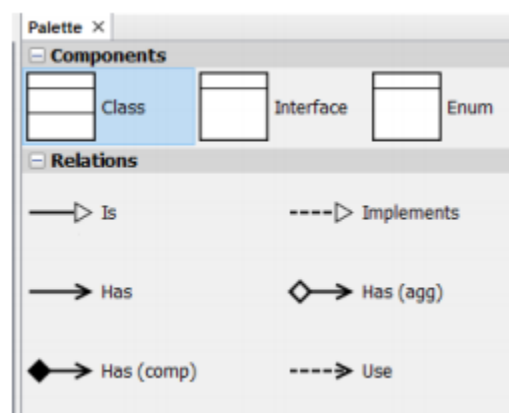 Palette ×
Components
Class Interface Enum
Relations
Is Implements
Has Has (agg)
Has (comp) Use